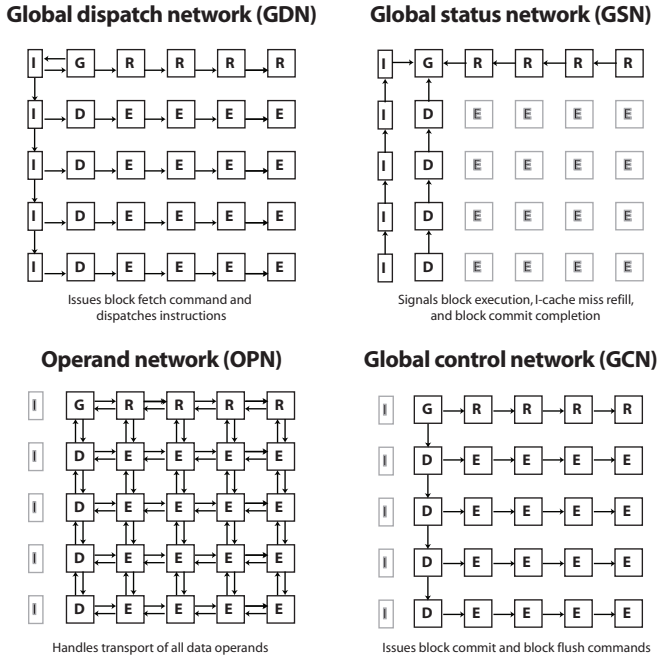 Global dispatch network (GDN)
I G R R R R
I D E E E E
I D E E E E
I D E E E E
I D E E E E
Issues block fetch command and
dispatches instructions
Global status network (GSN)
I G R R R R
I D E E E E
I D E E E E
I D E E E E
I D E E E E
Signals block execution, I-cache miss refill,
and block commit completion
Operand network (OPN)
I G R R R R
I D E E E E
I D E E E E
I D E E E E
I D E E E E
Handles transport of all data operands
Global control network (GCN)
I G R R R R
I D E E E E
I D E E E E
I D E E E E
I D E E E E
Issues block commit and block flush commands